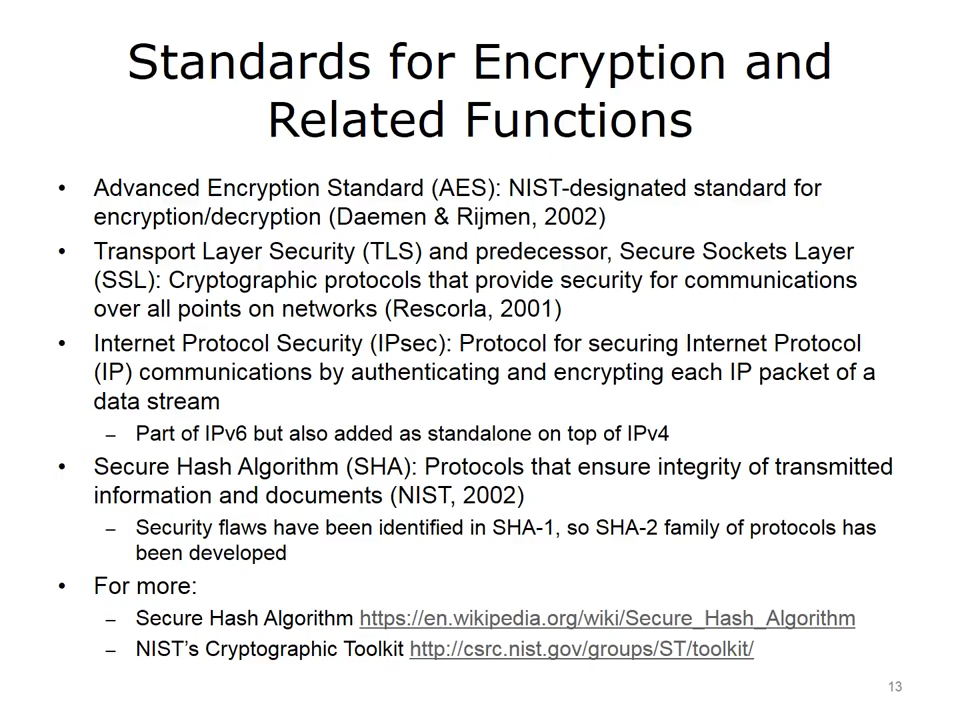 Standards for Encryption and
Related Functions
• Advanced Encryption Standard (AES): NIST-designated standard for
encryption/decryption (Daemen & Rijmen, 2002)
• Transport Layer Security (TLS) and predecessor, Secure Sockets Layer
(SSL): Cryptographic protocols that provide security for communications
over all points on networks (Rescorla, 2001)
• Internet Protocol Security (IPsec): Protocol for securing Internet Protocol
(IP) communications by authenticating and encrypting each IP packet of a
data stream
– Part of IPv6 but also added as standalone on top of IPv4
• Secure Hash Algorithm (SHA): Protocols that ensure integrity of transmitted
information and documents (NIST, 2002)
– Security flaws have been identified in SHA-1, so SHA-2 family of protocols has
been developed
• For more:
– Secure Hash Algorithm https://en.wikipedia.org/wiki/Secure_Hash_Algorithm
– NIST’s Cryptographic Toolkit http://csrc.nist.gov/groups/ST/toolkit/
13